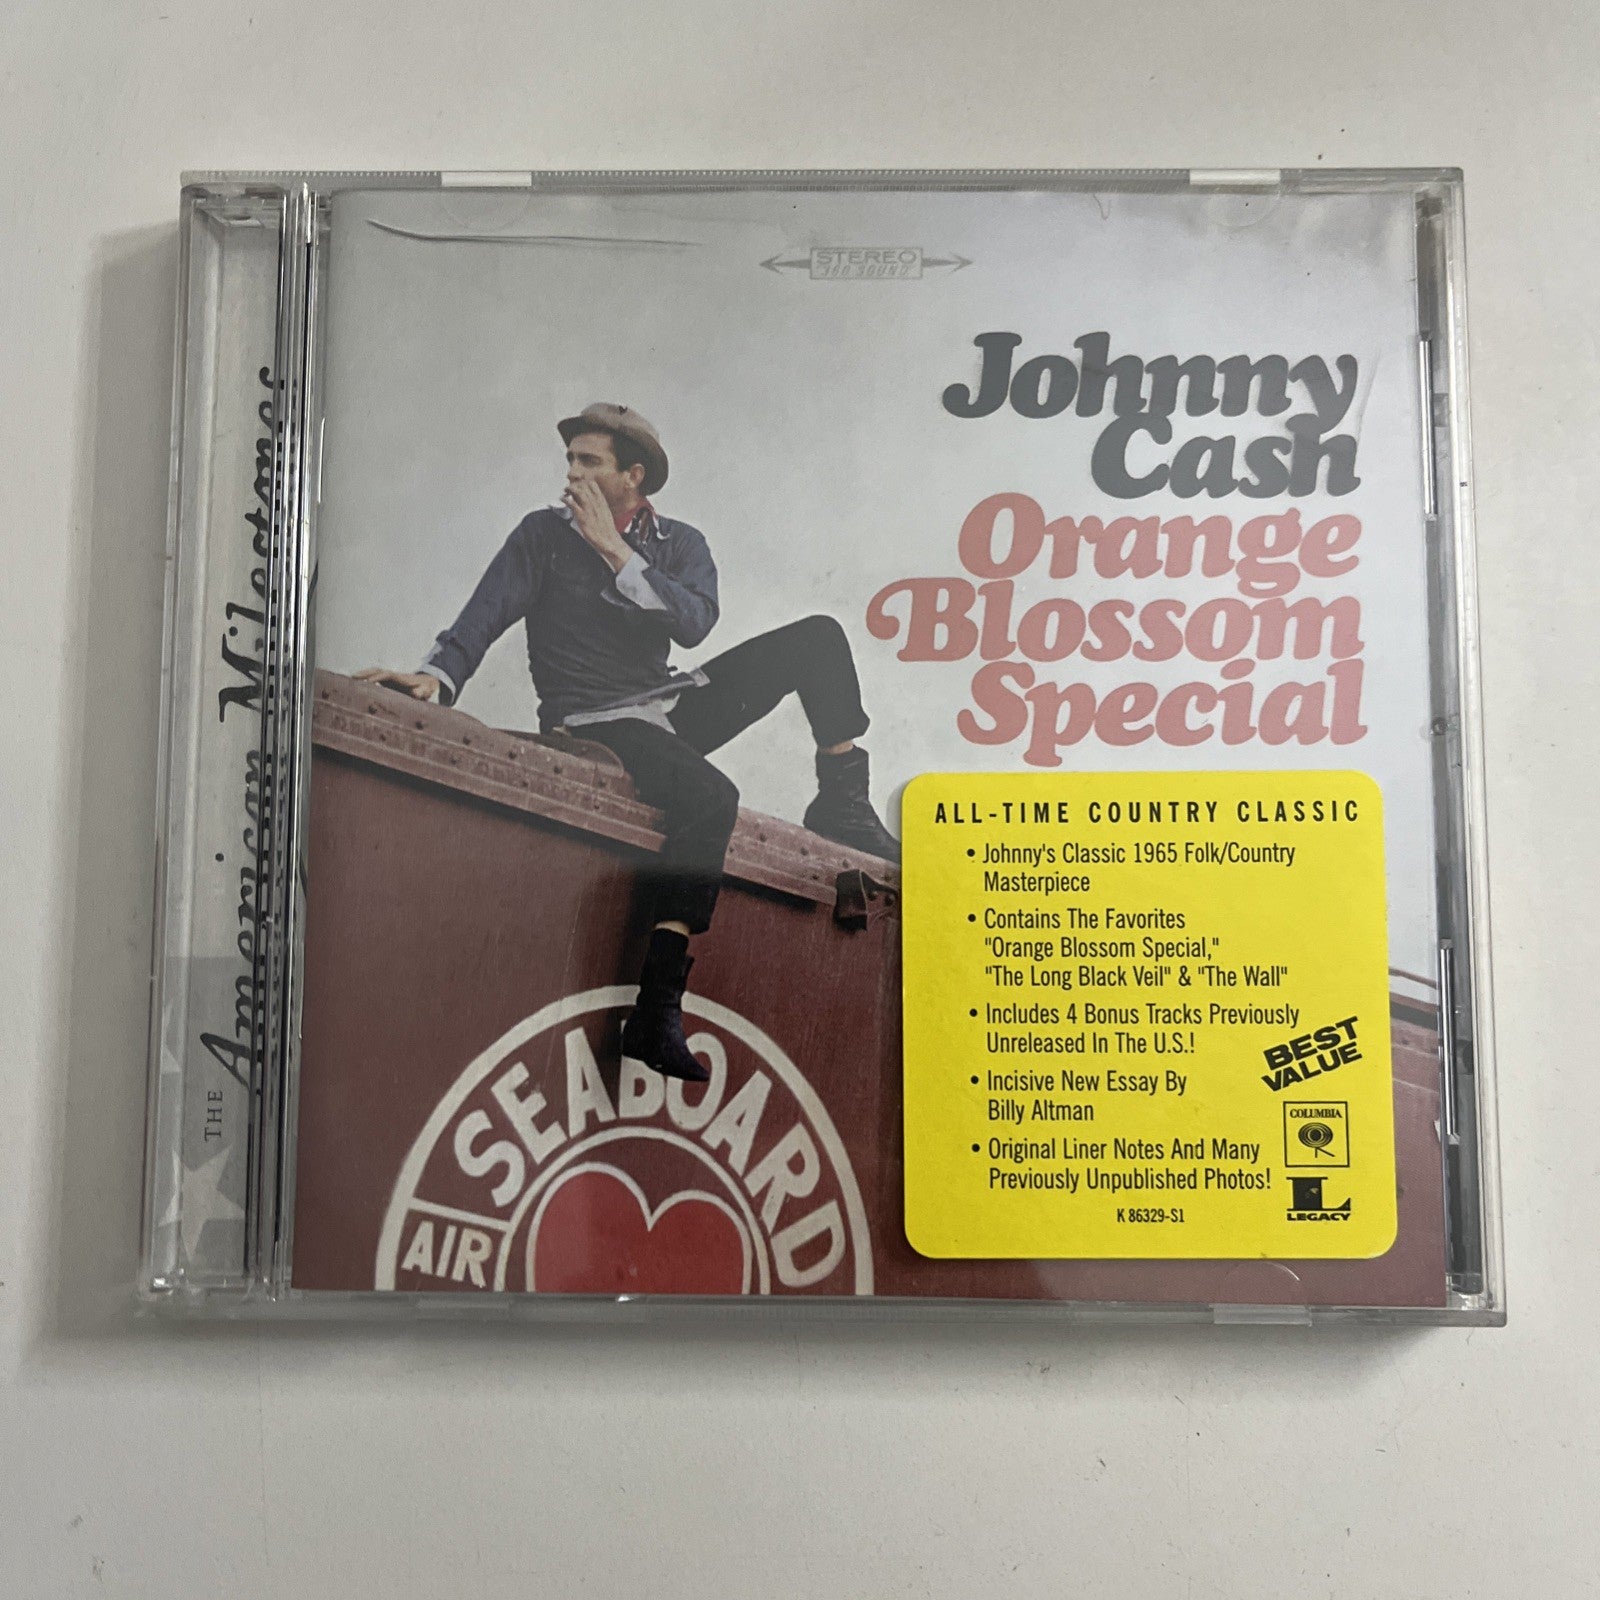 STEREO
"360 SOUND"
Johnny
Cash
Orange
Blossom
Special
ALL-TIME COUNTRY CLASSIC
• Johnny's Classic 1965 Folk/Country
Masterpiece
• Contains The Favorites
"Orange Blossom Special,"
"The Long Black Veil" & "The Wall"
• Includes 4 Bonus Tracks Previously
Unreleased In The U.S.!
• Incisive New Essay By
Billy Altman
• Original Liner Notes And Many
Previously Unpublished Photos!
K 86329-S1
BEST
VALUE
COLUMBIA
L
LEGACY
SEABOARD
AIR
THE
American